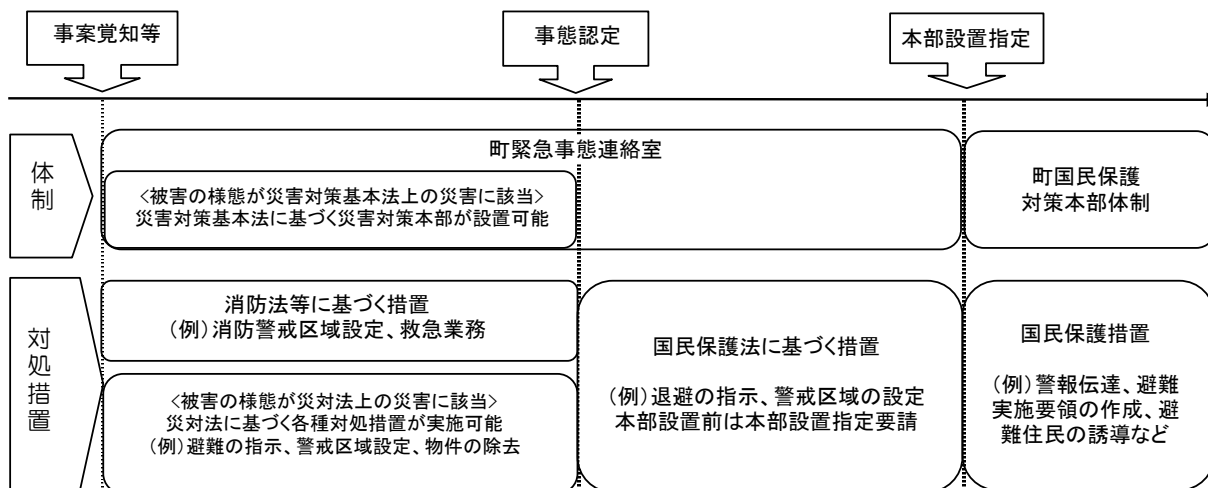 事案覚知等
事態認定
本部設置指定
体制
町緊急事態連絡室
<被害の様態が災害対策基本法上の災害に該当>
災害対策基本法に基づく災害対策本部が設置可能
町国民保護
対策本部体制
対処措置
消防法等に基づく措置
(例)消防警戒区域設定、救急業務
<被害の様態が災対法上の災害に該当>
災対法に基づく各種対処措置が実施可能
(例)避難の指示、警戒区域設定、物件の除去
国民保護法に基づく措置
(例)退避の指示、警戒区域の設定
本部設置前は本部設置指定要請
国民保護措置
(例)警報伝達、避難
実施要領の作成、避
難住民の誘導など